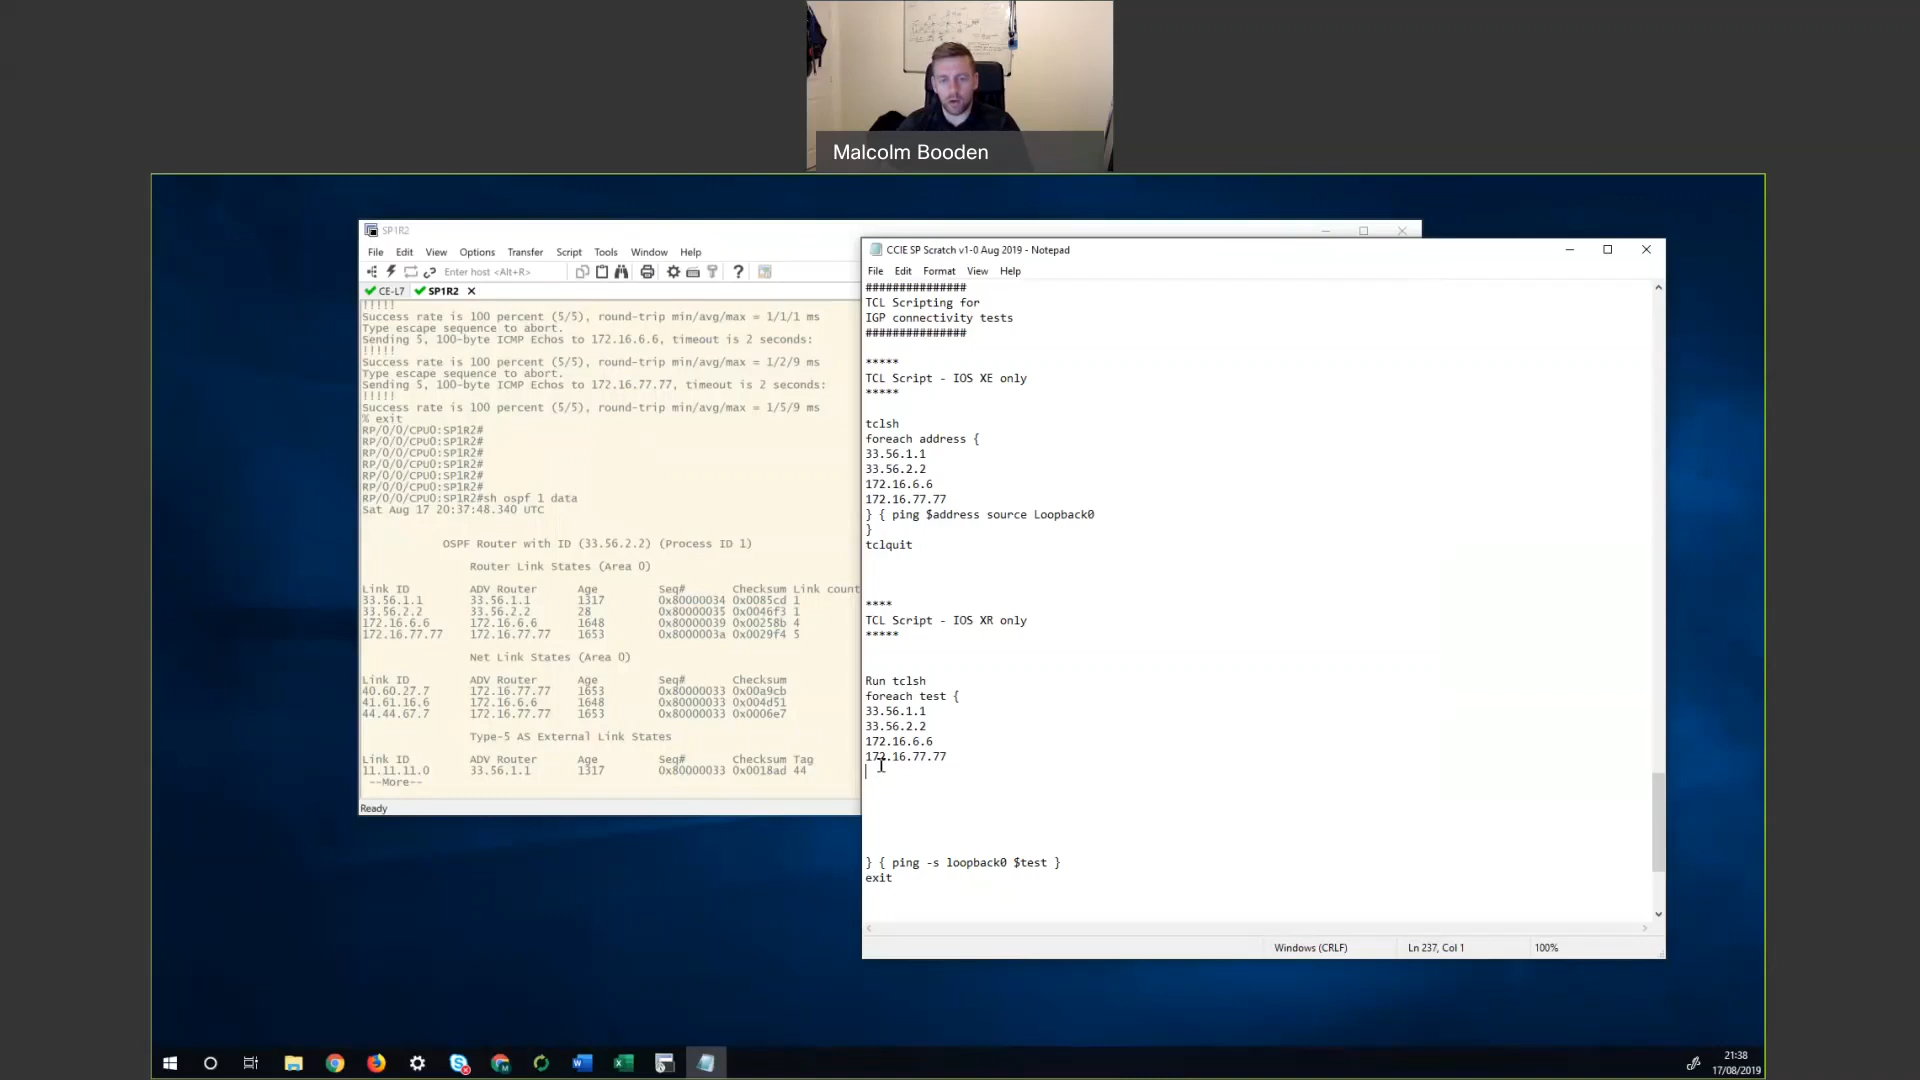 Malcolm Booden
SP1R2
File Edit View Options Transfer Script Tools Window Help
Enter host <Alt+R>
CE-L7 SP1R2
!!!!!
Success rate is 100 percent (5/5), round-trip min/avg/max = 1/1/1 ms
Type escape sequence to abort.
Sending 5, 100-byte ICMP Echos to 172.16.6.6, timeout is 2 seconds:
!!!!!
Success rate is 100 percent (5/5), round-trip min/avg/max = 1/2/9 ms
Type escape sequence to abort.
Sending 5, 100-byte ICMP Echos to 172.16.77.77, timeout is 2 seconds:
!!!!!
Success rate is 100 percent (5/5), round-trip min/avg/max = 1/5/9 ms
% exit
RP/0/0/CPU0:SP1R2#
RP/0/0/CPU0:SP1R2#
RP/0/0/CPU0:SP1R2#
RP/0/0/CPU0:SP1R2#
RP/0/0/CPU0:SP1R2#
RP/0/0/CPU0:SP1R2#
RP/0/0/CPU0:SP1R2#sh ospf 1 data
Sat Aug 17 20:37:48.340 UTC
OSPF Router with ID (33.56.2.2) (Process ID 1)
Router Link States (Area 0)
Link ID ADV Router Age Seq# Checksum Link count
33.56.1.1 33.56.1.1 1317 0x80000034 0x0085cd 1
33.56.2.2 33.56.2.2 28 0x80000035 0x0046f3 1
172.16.6.6 172.16.6.6 1648 0x80000039 0x00258b 4
172.16.77.77 172.16.77.77 1653 0x8000003a 0x0029f4 5
Net Link States (Area 0)
Link ID ADV Router Age Seq# Checksum
40.60.27.7 172.16.77.77 1653 0x80000033 0x00a9cb
41.61.16.6 172.16.6.6 1648 0x80000033 0x004d51
44.44.67.7 172.16.77.77 1653 0x80000033 0x0006e7
Type-5 AS External Link States
Link ID ADV Router Age Seq# Checksum Tag
11.11.11.0 33.56.1.1 1317 0x80000033 0x0018ad 44
--More--
Ready
CCIE SP Scratch v1-0 Aug 2019 - Notepad
File Edit Format View Help
###############
TCL Scripting for
IGP connectivity tests
###############
*****
TCL Script - IOS XE only
*****
tclsh
foreach address {
33.56.1.1
33.56.2.2
172.16.6.6
172.16.77.77
} { ping $address source Loopback0
}
tclquit
****
TCL Script - IOS XR only
*****
Run tclsh
foreach test {
33.56.1.1
33.56.2.2
172.16.6.6
172.16.77.77
} { ping -s loopback0 $test }
exit
Windows (CRLF) Ln 237, Col 1 100%
21:38
17/08/2019